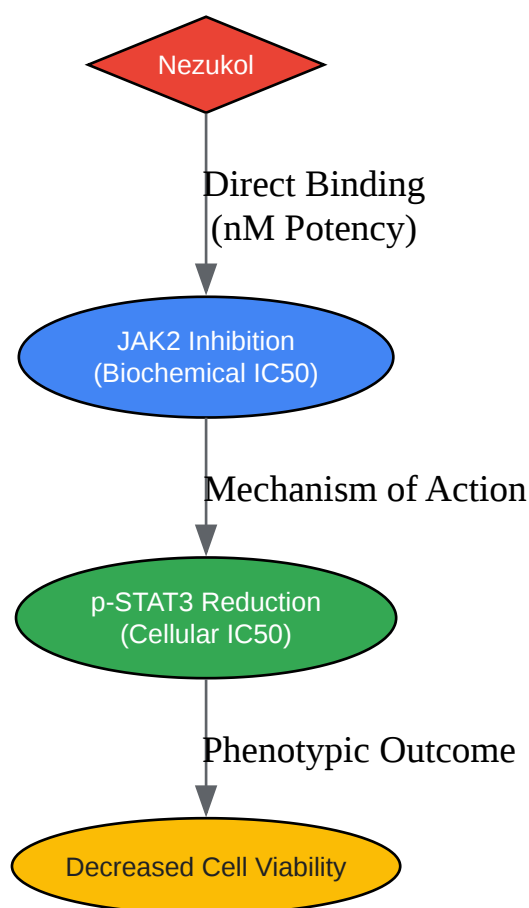 Nezukol
Direct Binding
(nM Potency)
JAK2 Inhibition
(Biochemical IC50)
Mechanism of Action
p-STAT3 Reduction
(Cellular IC50)
Phenotypic Outcome
Decreased Cell Viability